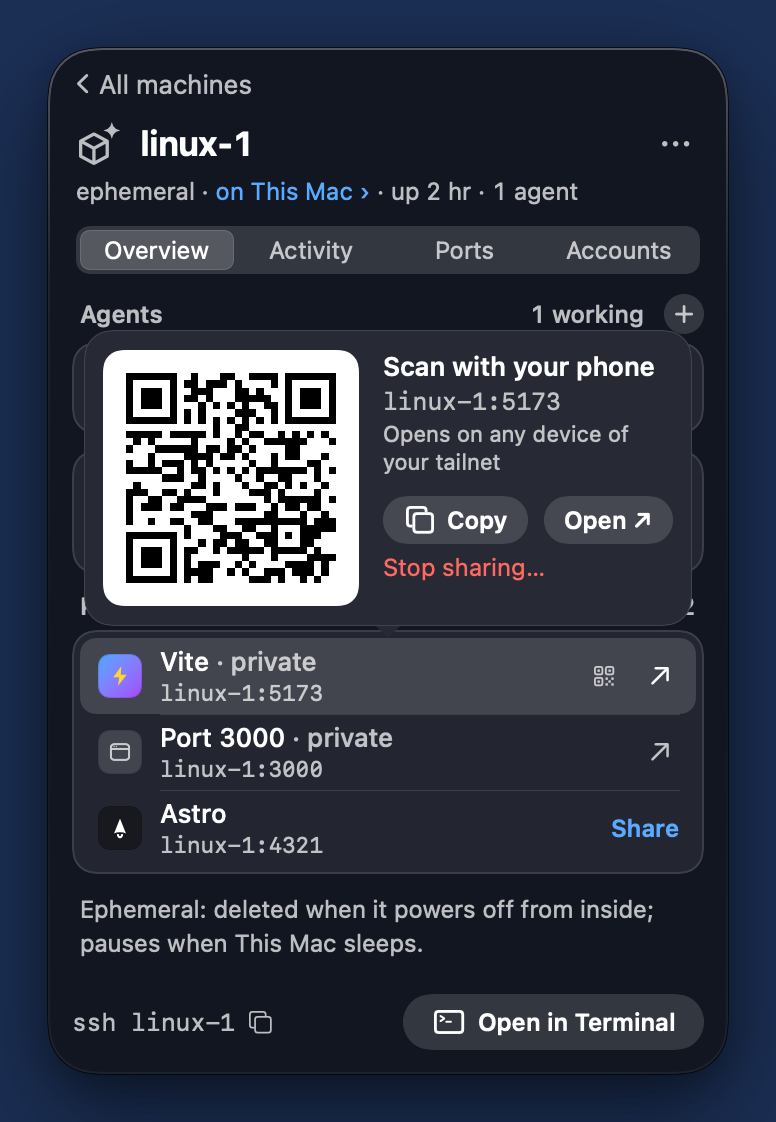 All machines
linux-1
ephemeral · on This Mac › · up 2 hr · 1 agent
Overview Activity Ports Accounts
Agents 1 working
Scan with your phone
linux-1:5173
Opens on any device of
your tailnet
Copy Open
Stop sharing...
Vite · private
linux-1:5173
Port 3000 · private
linux-1:3000
Astro
linux-1:4321
Share
Ephemeral: deleted when it powers off from inside;
pauses when This Mac sleeps.
ssh linux-1 Open in Terminal